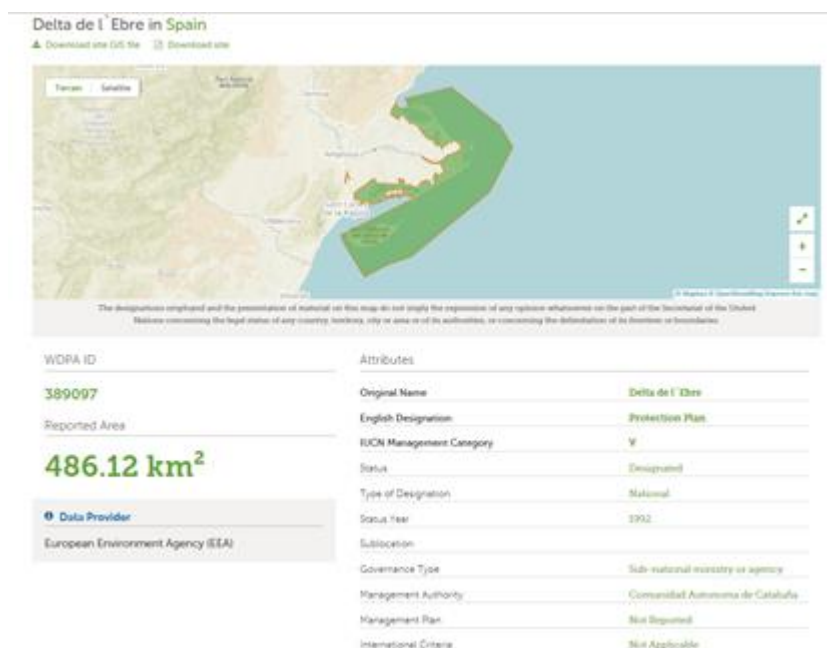 Delta de l`Ebre in Spain
Download site GIS file Download site
Terrain Satellite
The designations employed and the presentation of material on this map do not imply the expression of any opinion whatsoever on the part of the Secretariat of the United
Nations concerning the legal status of any country, territory, city or area or of its authorities, or concerning the delimitation of its frontiers or boundaries.
WDPA ID
389097
Reported Area
486.12 km²
Data Provider
European Environment Agency (EEA)
Attributes
Original Name Delta de l`Ebre
English Designation Protection Plan
IUCN Management Category V
Status Designated
Type of Designation National
Status Year 1992
Sublocation
Governance Type Sub-national ministry or agency
Management Authority Comunidad Autonoma de Cataluña
Management Plan Not Reported
International Criteria Not Applicable